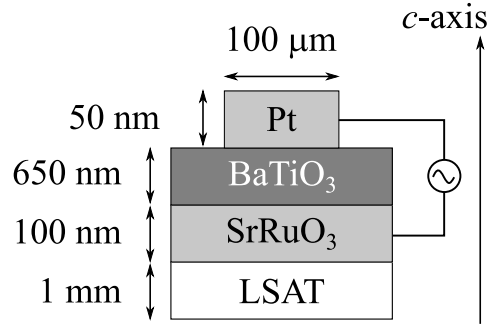 100 μm
c-axis
50 nm
Pt
650 nm
BaTiO₃
100 nm
SrRuO₃
1 mm
LSAT